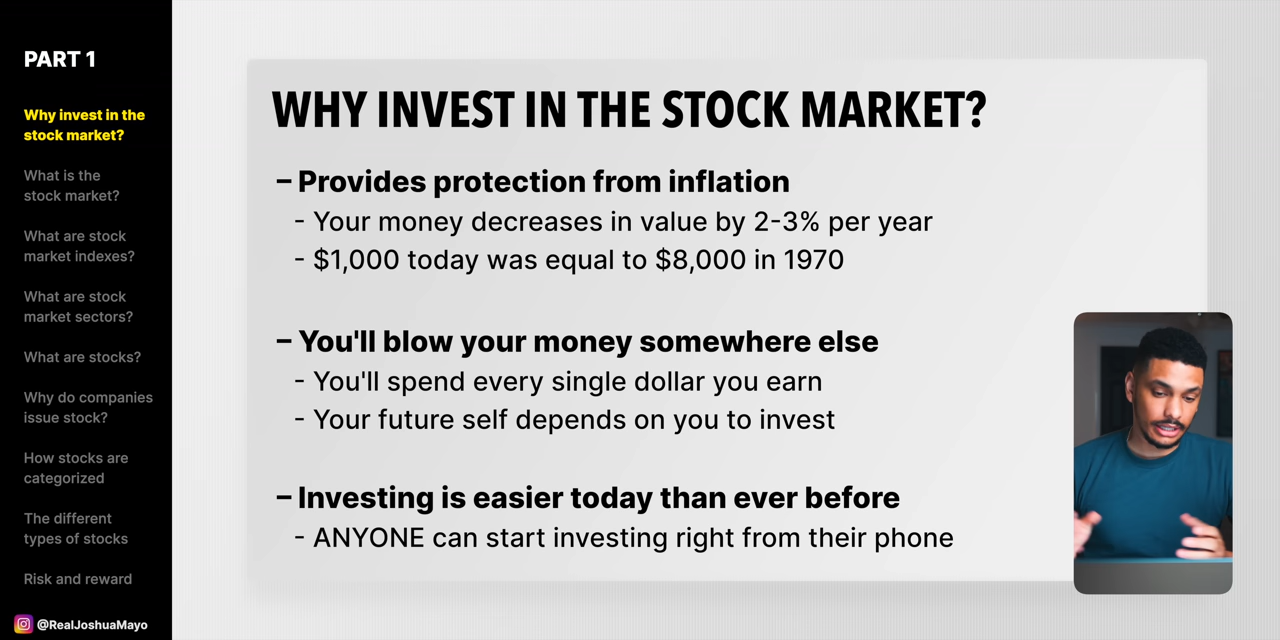 PART 1
Why invest in the
stock market?
What is the
stock market?
What are stock
market indexes?
What are stock
market sectors?
What are stocks?
Why do companies
issue stock?
How stocks are
categorized
The different
types of stocks
Risk and reward
@RealJoshuaMayo
WHY INVEST IN THE STOCK MARKET?
– Provides protection from inflation
- Your money decreases in value by 2-3% per year
- $1,000 today was equal to $8,000 in 1970
– You'll blow your money somewhere else
- You'll spend every single dollar you earn
- Your future self depends on you to invest
– Investing is easier today than ever before
- ANYONE can start investing right from their phone